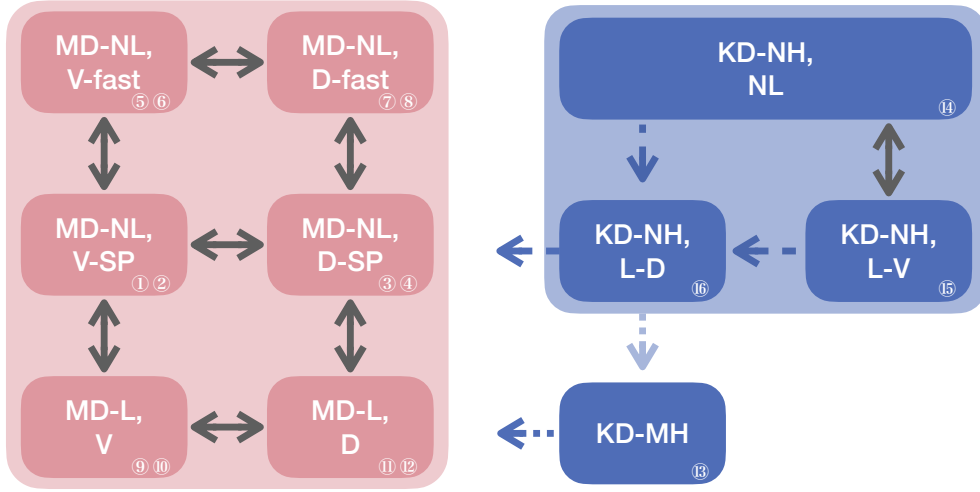 MD-NL,
V-fast
⑤⑥
MD-NL,
D-fast
⑦⑧
KD-NH,
NL
⑭
MD-NL,
V-SP
①②
MD-NL,
D-SP
③④
KD-NH,
L-D
⑯
KD-NH,
L-V
⑮
MD-L,
V
⑨⑩
MD-L,
D
⑪⑫
KD-MH
⑬